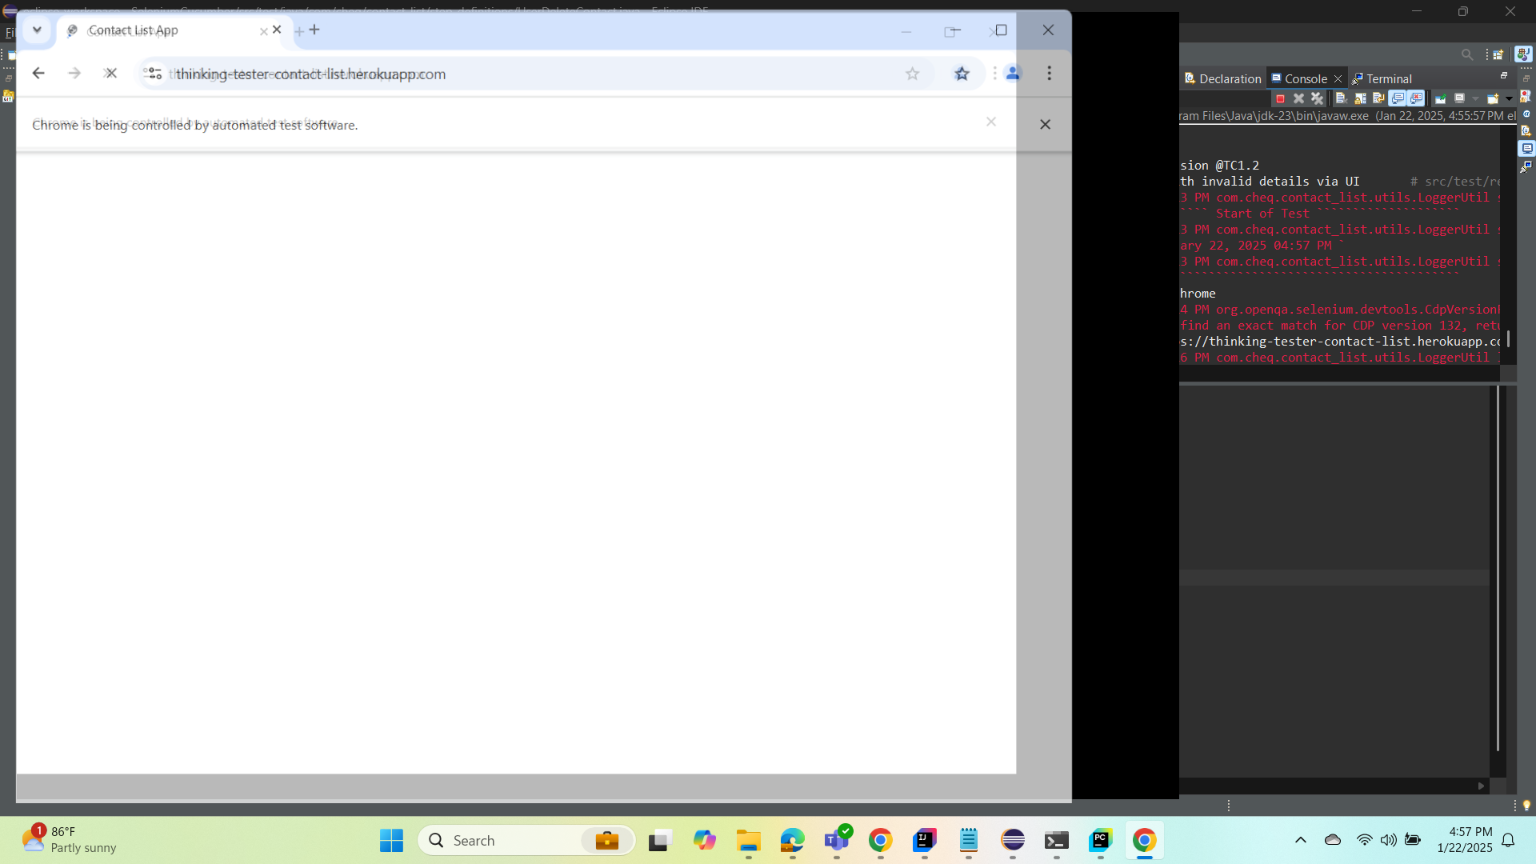 Contact List App
thinking-tester-contact-list.herokuapp.com
Chrome is being controlled by automated test software.
Declaration
Console
Terminal
ram Files\Java\jdk-23\bin\javaw.exe (Jan 22, 2025, 4:55:57 PM el
sion @TC1.2
th invalid details via UI # src/test/re
3 PM com.cheq.contact_list.utils.LoggerUtil s
Start of Test
3 PM com.cheq.contact_list.utils.LoggerUtil s
ary 22, 2025 04:57 PM `
3 PM com.cheq.contact_list.utils.LoggerUtil s
hrome
4 PM org.openqa.selenium.devtools.CdpVersion
find an exact match for CDP version 132, retu
s://thinking-tester-contact-list.herokuapp.co
6 PM com.cheq.contact_list.utils.LoggerUtil
1
86°F
Partly sunny
Search
4:57 PM
1/22/2025